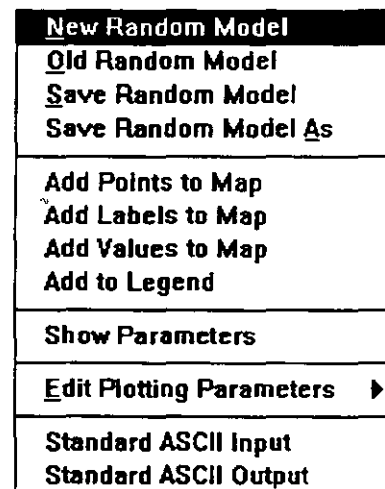 New Random Model
Old Random Model
Save Random Model
Save Random Model As
Add Points to Map
Add Labels to Map
Add Values to Map
Add to Legend
Show Parameters
Edit Plotting Parameters
Standard ASCII Input
Standard ASCII Output